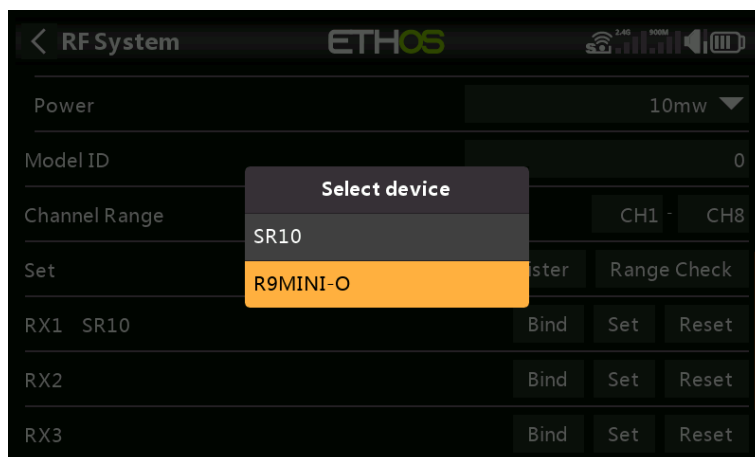 RF System ETHOS 2.4G 900M
Power 10mw
Model ID 0
Select device
Channel Range CH1 - CH8
SR10
Set ister Range Check
R9MINI-O
RX1 SR10 Bind Set Reset
RX2 Bind Set Reset
RX3 Bind Set Reset